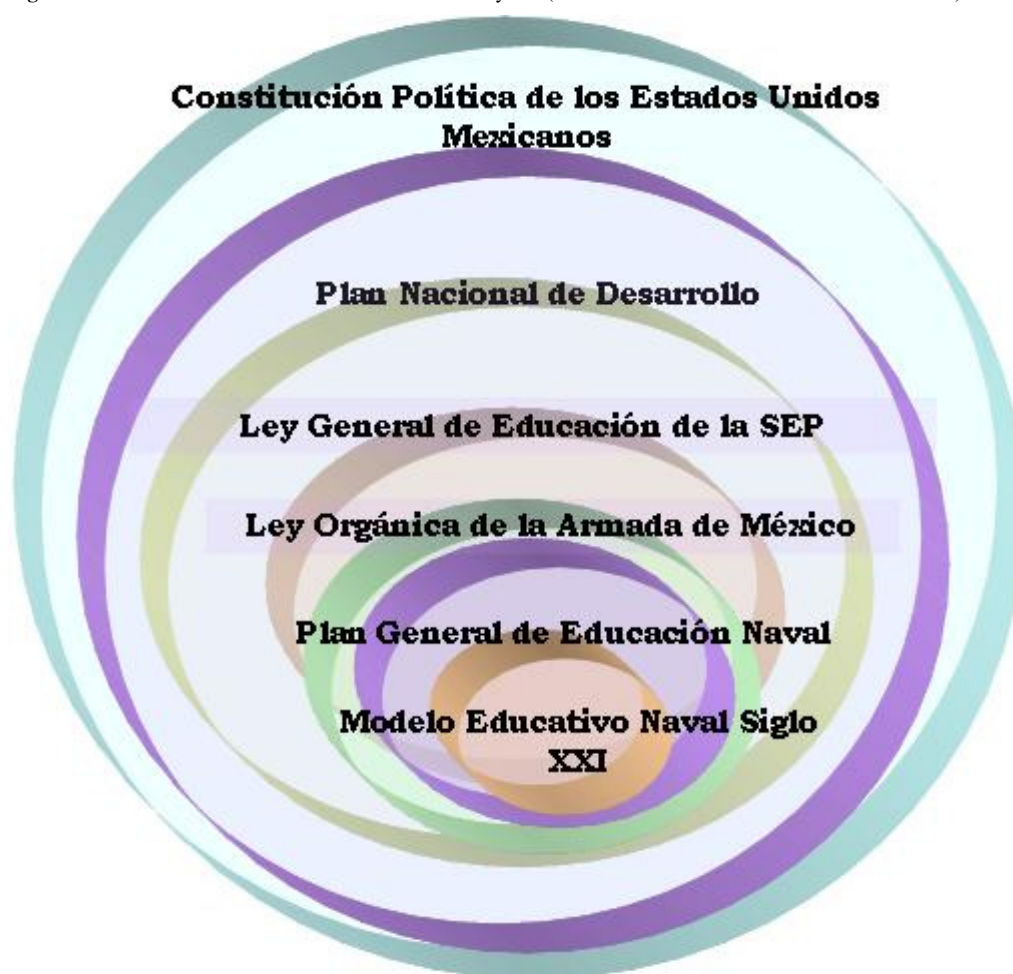 Constitución Política de los Estados Unidos
Mexicanos
Plan Nacional de Desarrollo
Ley General de Educación de la SEP
Ley Orgánica de la Armada de México
Plan General de Educación Naval
Modelo Educativo Naval Siglo
XXI